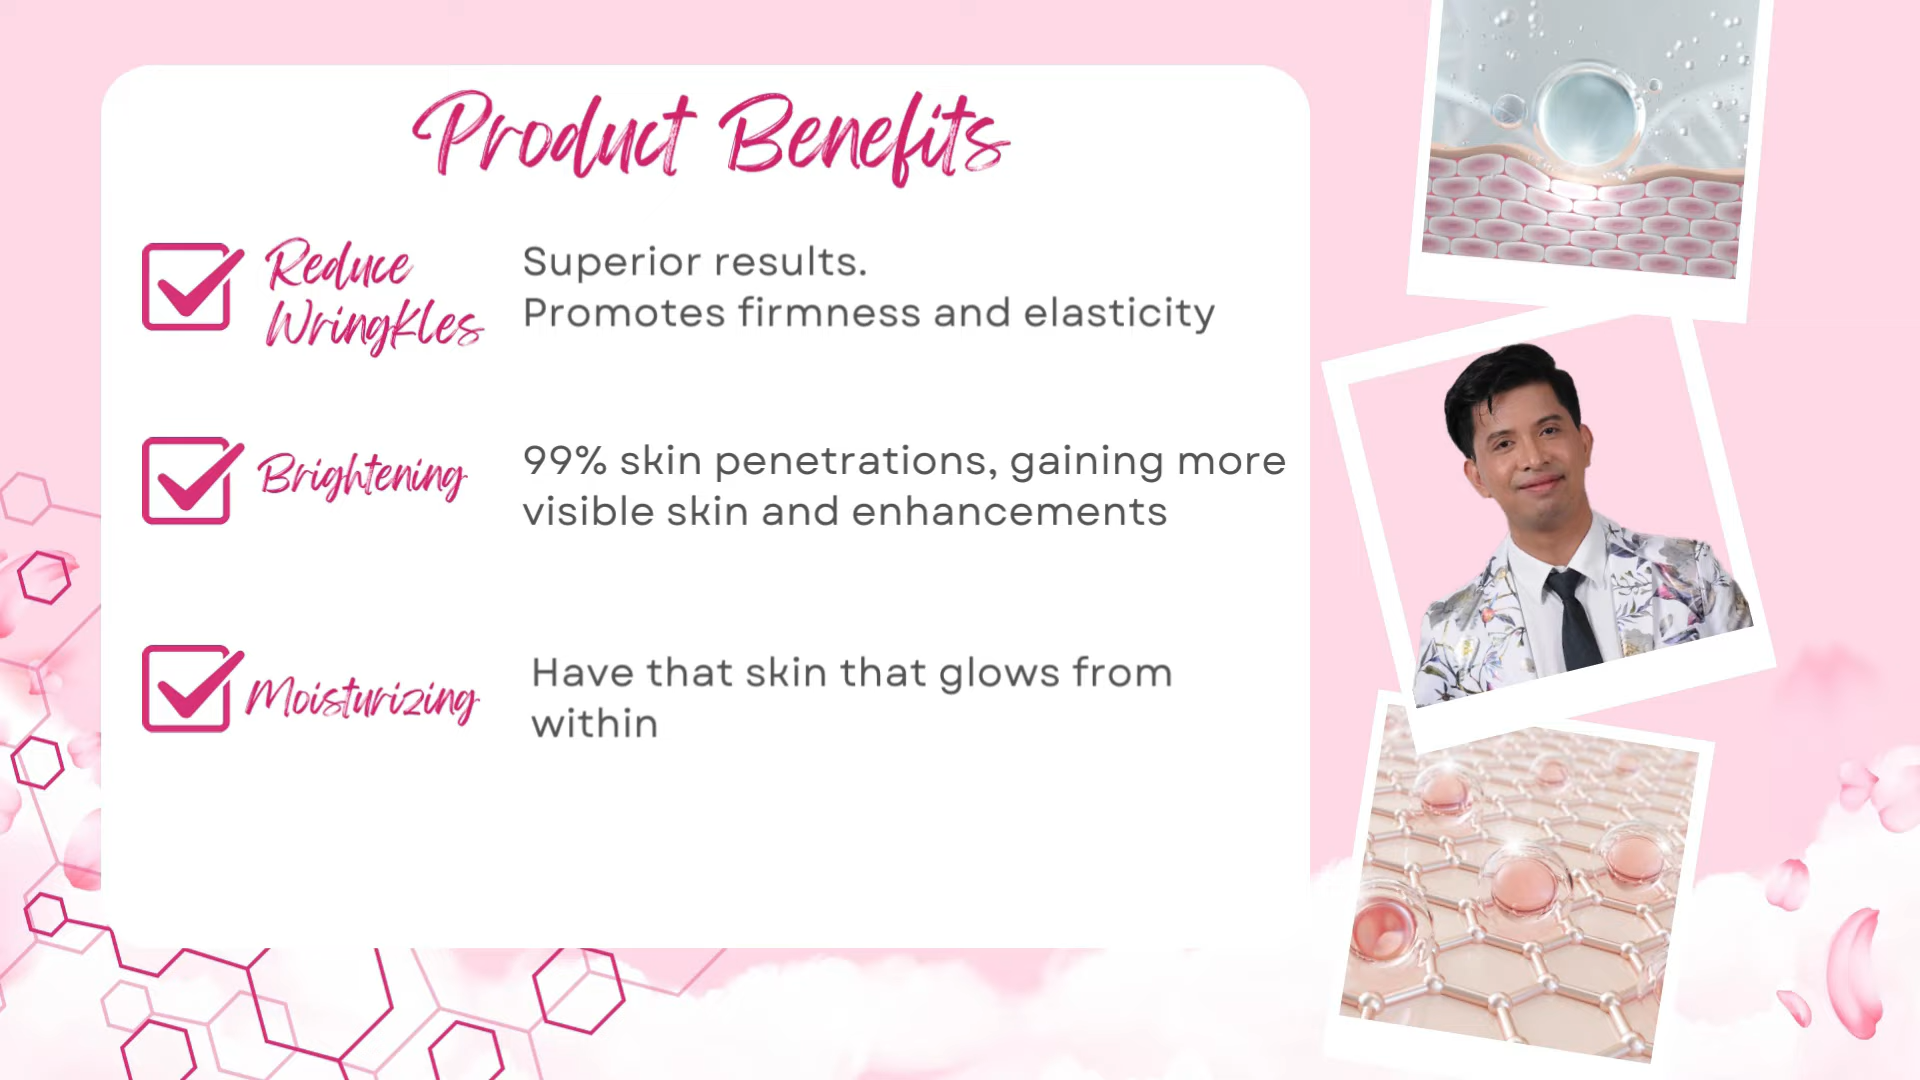 Product Benefits
Reduce
Wringkles
Superior results.
Promotes firmness and elasticity
Brightening
99% skin penetrations, gaining more
visible skin and enhancements
Moisturizing
Have that skin that glows from
within